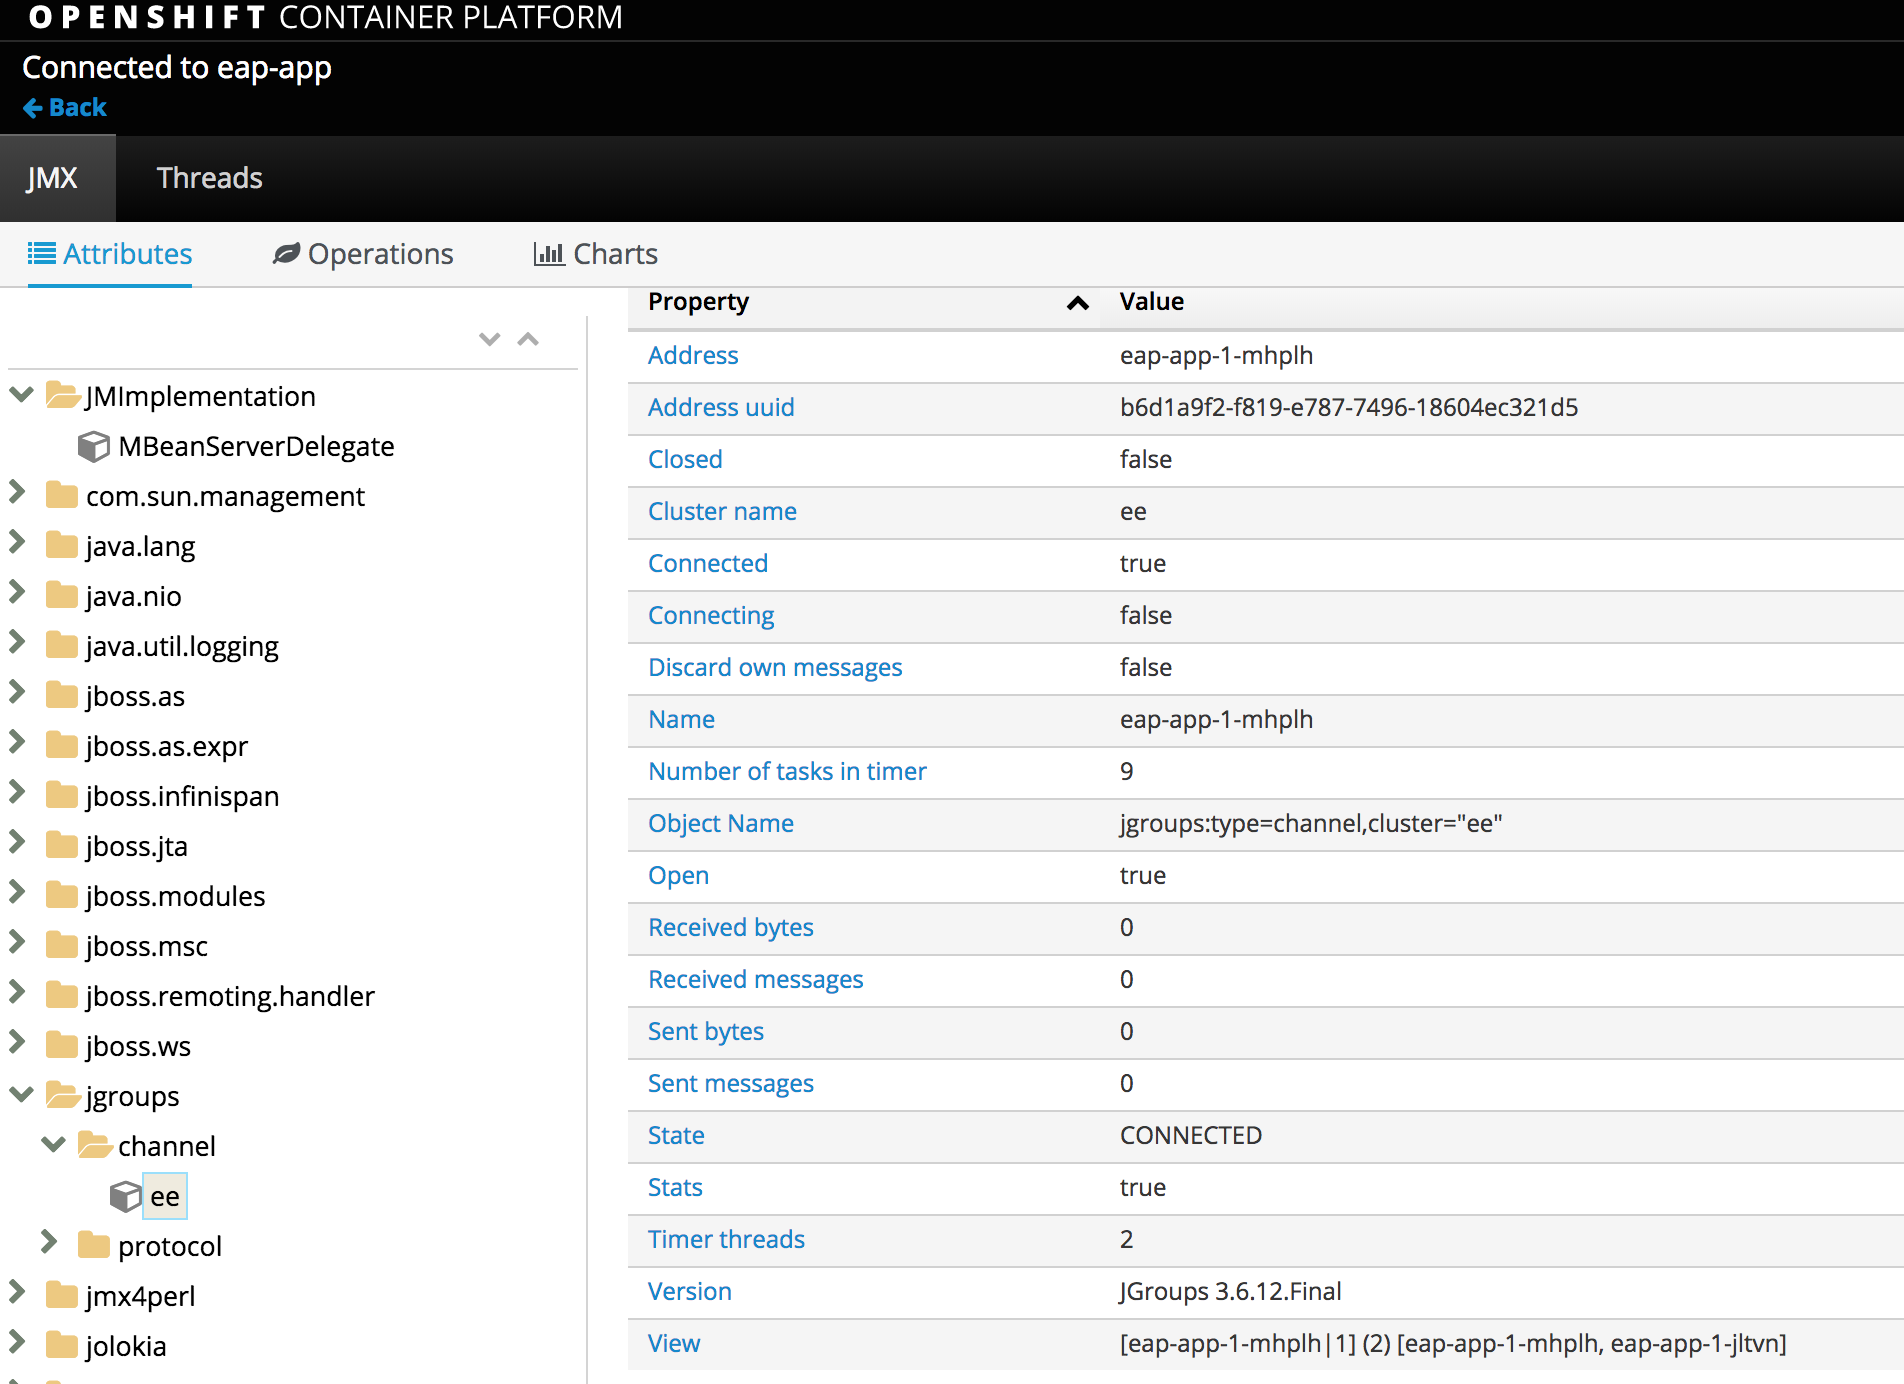 OPENSHIFT CONTAINER PLATFORM
Connected to eap-app
Back
JMX Threads
Attributes Operations Charts
Property Value
JMImplementation
MBeanServerDelegate
com.sun.management
java.lang
java.nio
java.util.logging
jboss.as
jboss.as.expr
jboss.infinispan
jboss.jta
jboss.modules
jboss.msc
jboss.remoting.handler
jboss.ws
jgroups
channel
ee
protocol
jmx4perl
jolokia
Address eap-app-1-mhplh
Address uuid b6d1a9f2-f819-e787-7496-18604ec321d5
Closed false
Cluster name ee
Connected true
Connecting false
Discard own messages false
Name eap-app-1-mhplh
Number of tasks in timer 9
Object Name jgroups:type=channel,cluster="ee"
Open true
Received bytes 0
Received messages 0
Sent bytes 0
Sent messages 0
State CONNECTED
Stats true
Timer threads 2
Version JGroups 3.6.12.Final
View [eap-app-1-mhplh|1] (2) [eap-app-1-mhplh, eap-app-1-jltvn]